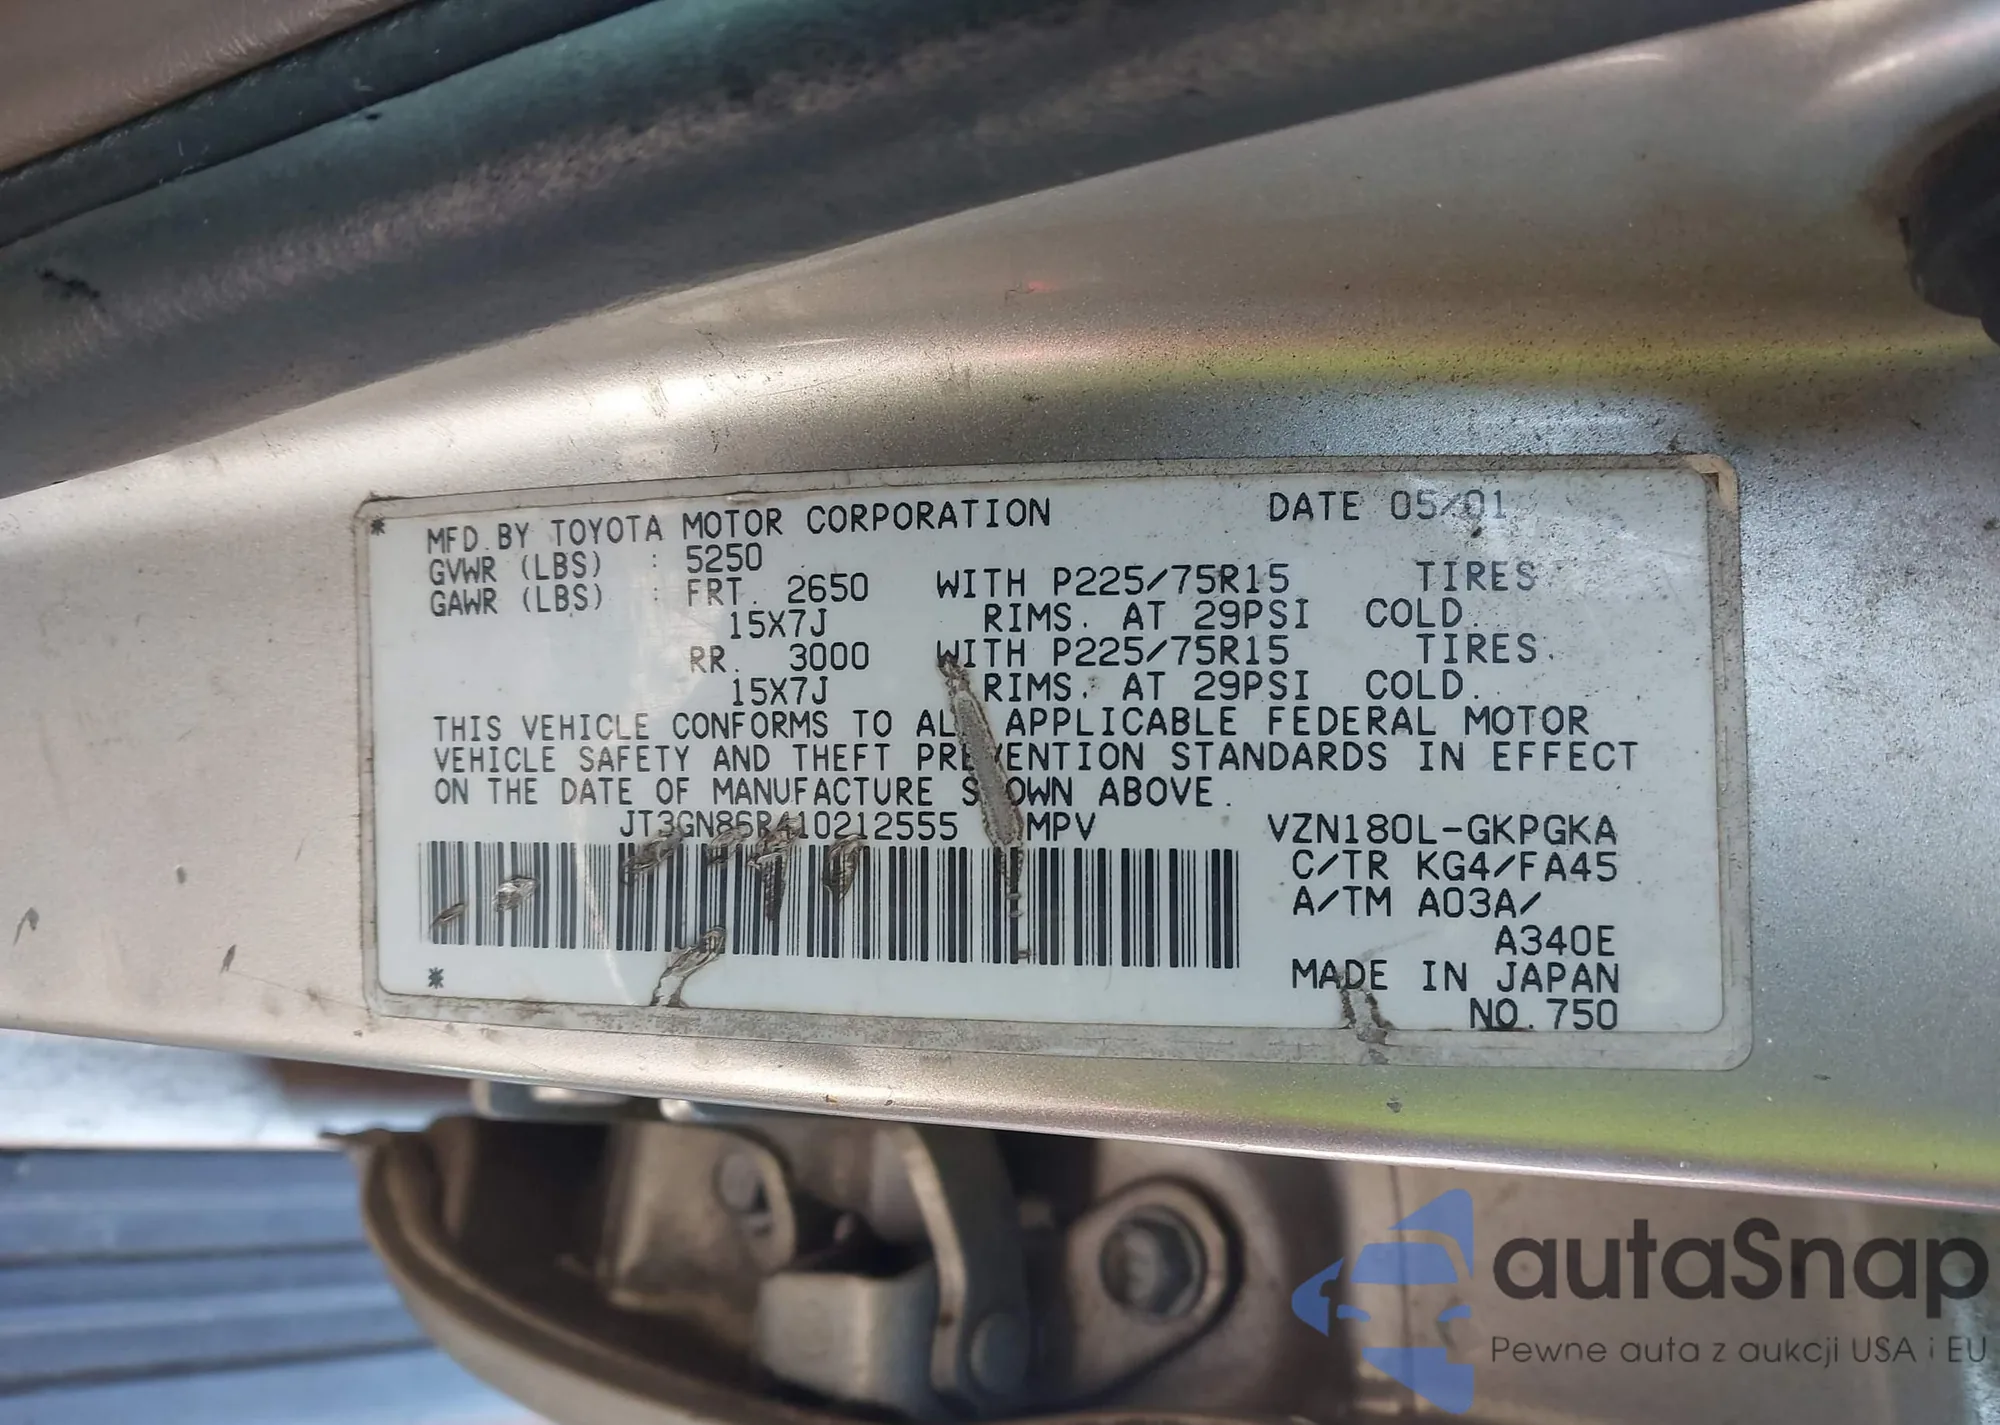 * MFD. BY TOYOTA MOTOR CORPORATION DATE 05/01
GVWR (LBS) : 5250
GAWR (LBS) : FRT. 2650 WITH P225/75R15 TIRES
15X7J RIMS. AT 29PSI COLD.
RR. 3000 WITH P225/75R15 TIRES.
15X7J RIMS. AT 29PSI COLD.
THIS VEHICLE CONFORMS TO ALL APPLICABLE FEDERAL MOTOR
VEHICLE SAFETY AND THEFT PREVENTION STANDARDS IN EFFECT
ON THE DATE OF MANUFACTURE SHOWN ABOVE.
JT3GN86R410212555 MPV VZN180L-GKPGKA
C/TR KG4/FA45
A/TM A03A/
A340E
* MADE IN JAPAN
NO. 750
autaSnap
Pewne auta z aukcji USA i EU